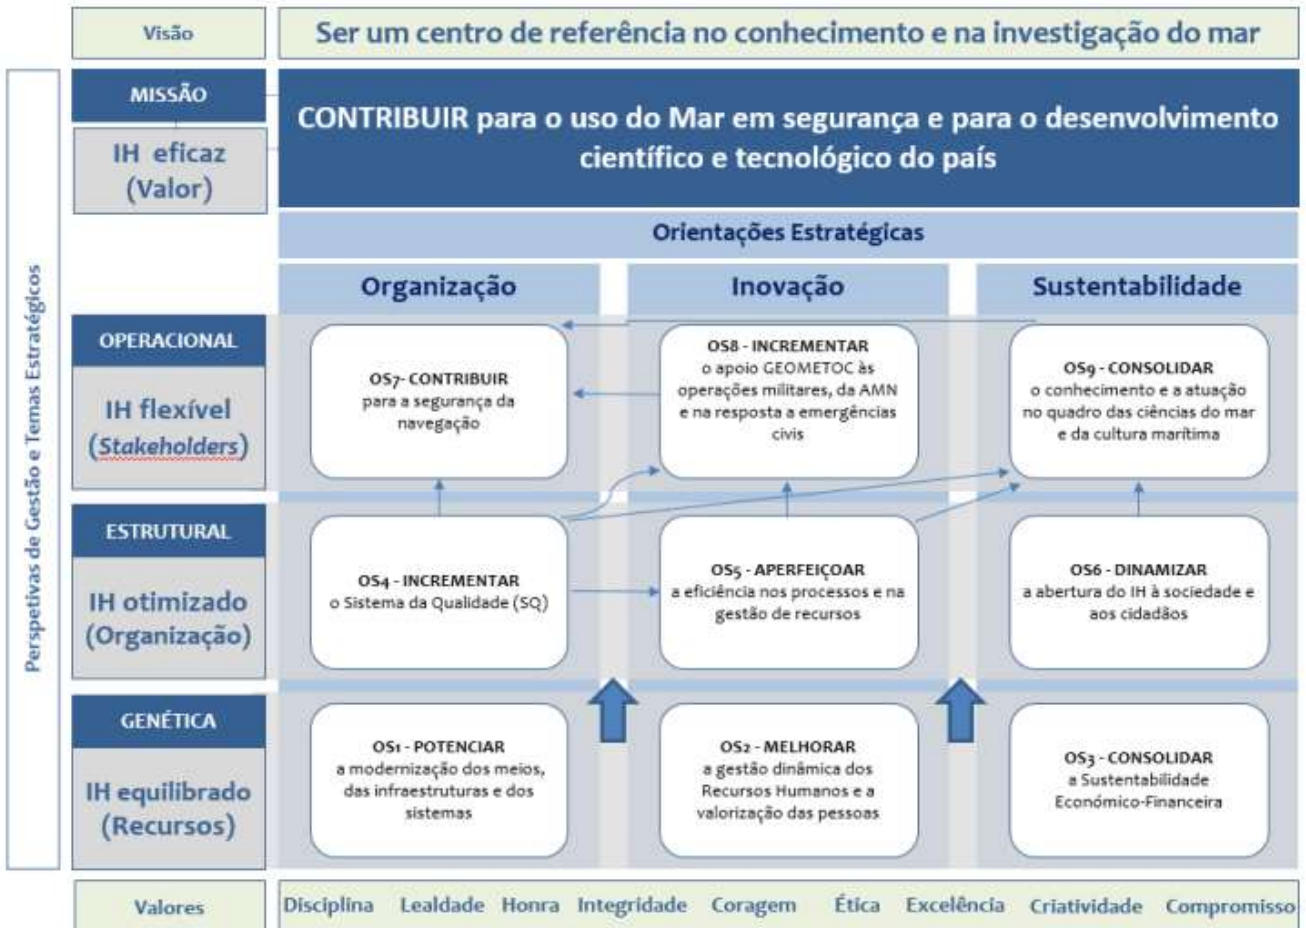 Visão
Ser um centro de referência no conhecimento e na investigação do mar
Perspetivas de Gestão e Temas Estratégicos
MISSÃO
IH eficaz
(Valor)
CONTRIBUIR para o uso do Mar em segurança e para o desenvolvimento
científico e tecnológico do país
Orientações Estratégicas
Organização
Inovação
Sustentabilidade
OPERACIONAL
IH flexível
(Stakeholders)
OS7- CONTRIBUIR
para a segurança da
navegação
OS8 - INCREMENTAR
o apoio GEOMETOC às
operações militares, da AMN
e na resposta a emergências
civis
OS9 - CONSOLIDAR
o conhecimento e a atuação
no quadro das ciências do mar
e da cultura marítima
ESTRUTURAL
IH otimizado
(Organização)
OS4 - INCREMENTAR
o Sistema da Qualidade (SQ)
OS5 - APERFEIÇOAR
a eficiência nos processos e na
gestão de recursos
OS6 - DINAMIZAR
a abertura do IH à sociedade e
aos cidadãos
GENÉTICA
IH equilibrado
(Recursos)
OS1 - POTENCIAR
a modernização dos meios,
das infraestruturas e dos
sistemas
OS2 - MELHORAR
a gestão dinâmica dos
Recursos Humanos e a
valorização das pessoas
OS3 - CONSOLIDAR
a Sustentabilidade
Económico-Financeira
Valores
Disciplina Lealdade Honra Integridade Coragem Ética Excelência Criatividade Compromisso